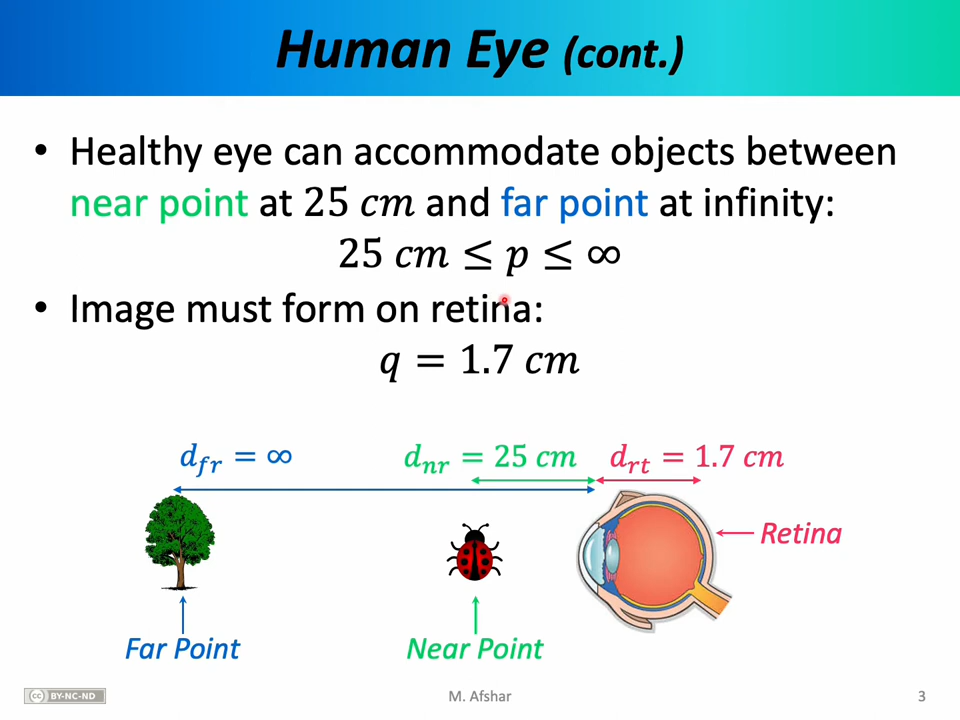 Human Eye (cont.)
• Healthy eye can accommodate objects between
near point at 25 cm and far point at infinity:
25 cm ≤ p ≤ ∞
• Image must form on retina:
q = 1.7 cm
d_fr = ∞
d_nr = 25 cm
d_rt = 1.7 cm
Retina
Far Point
Near Point
cc BY-NC-ND
M. Afshar
3